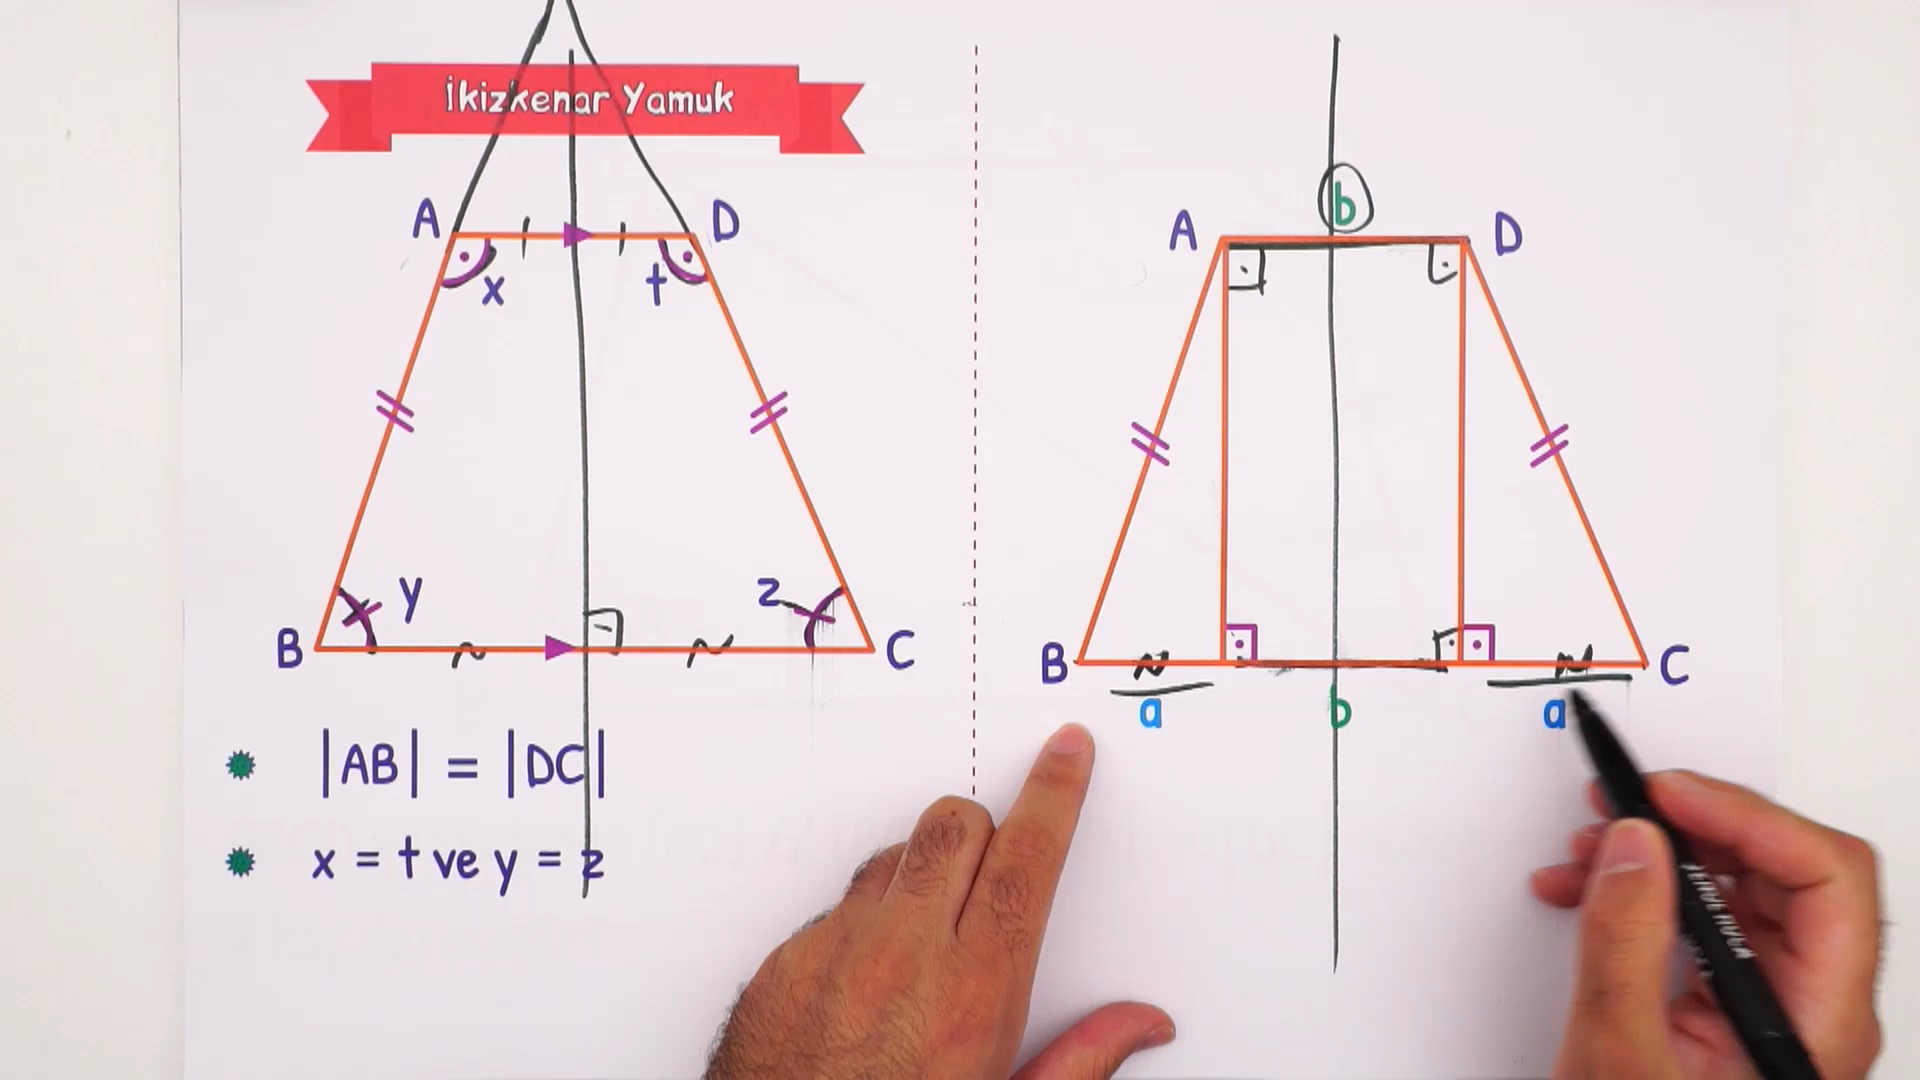 İkizkenar Yamuk
A D
x t
y z
B C
|AB| = |DC|
x = t ve y = z
b
A D
B C
a b a